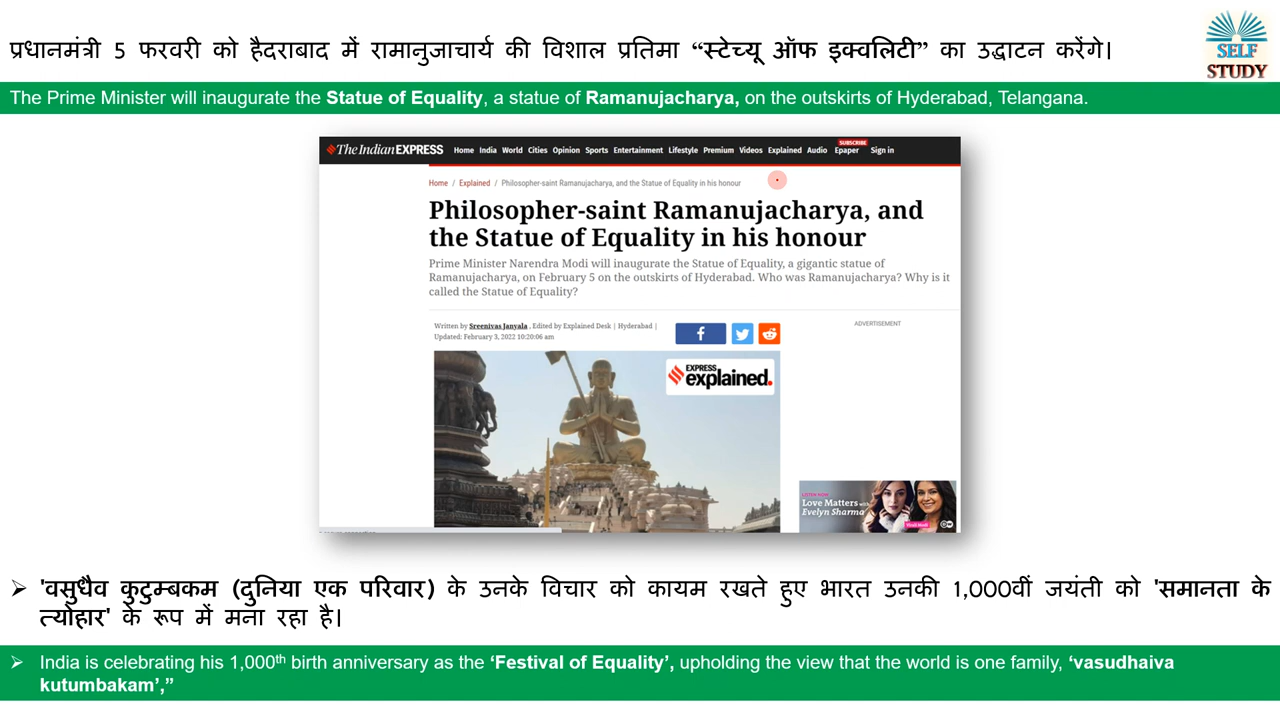 प्रधानमंत्री 5 फरवरी को हैदराबाद में रामानुजाचार्य की विशाल प्रतिमा “स्टेच्यू ऑफ इक्वलिटी” का उद्घाटन करेंगे।
SELF
STUDY
The Prime Minister will inaugurate the Statue of Equality, a statue of Ramanujacharya, on the outskirts of Hyderabad, Telangana.
The Indian EXPRESS Home India World Cities Opinion Sports Entertainment Lifestyle Premium Videos Explained Audio SUBSCRIBE Epaper Sign in
Home / Explained / Philosopher-saint Ramanujacharya, and the Statue of Equality in his honour
Philosopher-saint Ramanujacharya, and
the Statue of Equality in his honour
Prime Minister Narendra Modi will inaugurate the Statue of Equality, a gigantic statue of
Ramanujacharya, on February 5 on the outskirts of Hyderabad. Who was Ramanujacharya? Why is it
called the Statue of Equality?
Written by Sreenivas Janyala , Edited by Explained Desk | Hyderabad |
Updated: February 3, 2022 10:20:06 am
ADVERTISEMENT
EXPRESS
explained.
LISTEN NOW
Love Matters with
Evelyn Sharma
➢ 'वसुधैव कुटुम्बकम (दुनिया एक परिवार) के उनके विचार को कायम रखते हुए भारत उनकी 1,000वीं जयंती को 'समानता के
त्योहार' के रूप में मना रहा है।
➢ India is celebrating his 1,000th birth anniversary as the ‘Festival of Equality’, upholding the view that the world is one family, ‘vasudhaiva
kutumbakam’,”